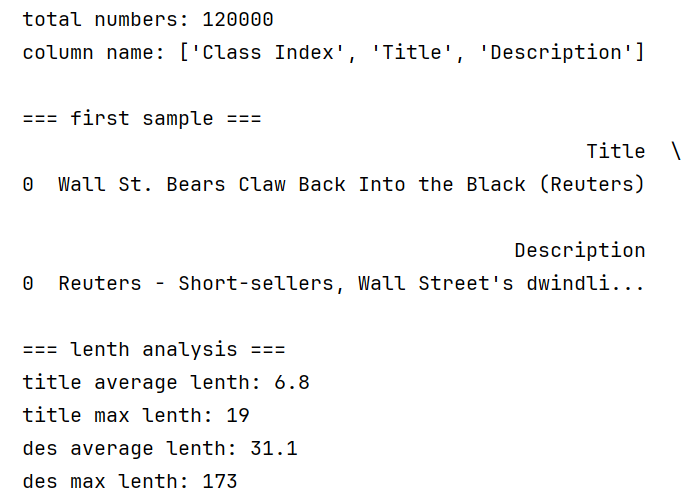 total numbers: 120000
column name: ['Class Index', 'Title', 'Description']
=== first sample ===
Title \
0 Wall St. Bears Claw Back Into the Black (Reuters)
Description
0 Reuters - Short-sellers, Wall Street's dwindli...
=== lenth analysis ===
title average lenth: 6.8
title max lenth: 19
des average lenth: 31.1
des max lenth: 173